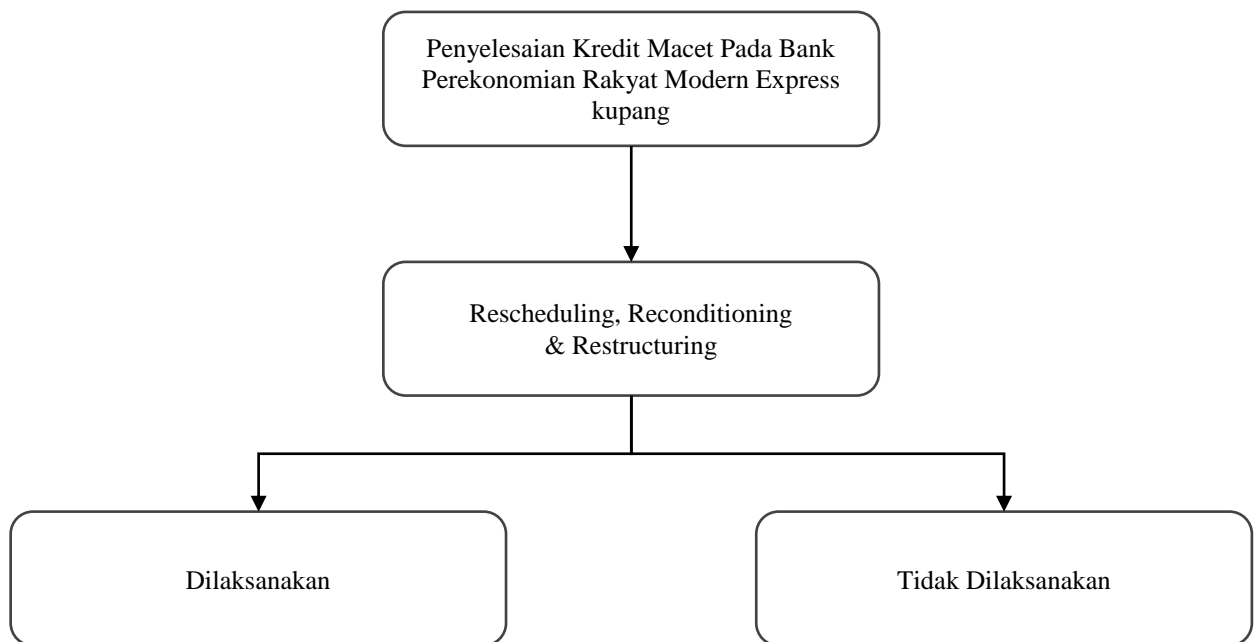 Penyelesaian Kredit Macet Pada Bank
Perekonomian Rakyat Modern Express
kupang
Rescheduling, Reconditioning
& Restructuring
Dilaksanakan
Tidak Dilaksanakan